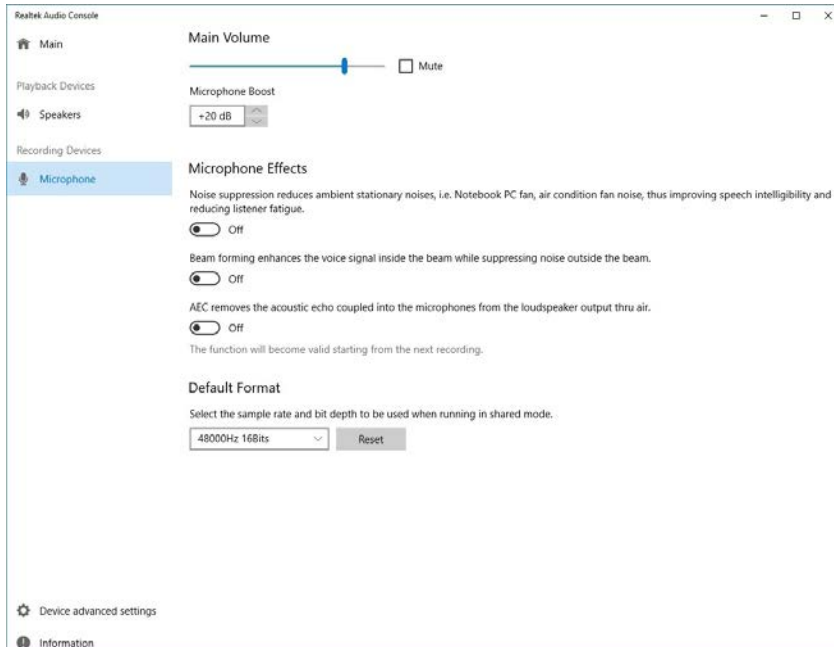 Realtek Audio Console
Main
Playback Devices
Speakers
Recording Devices
Microphone
Device advanced settings
Information
Main Volume
Mute
Microphone Boost
+20 dB
Microphone Effects
Noise suppression reduces ambient stationary noises, i.e. Notebook PC fan, air condition fan noise, thus improving speech intelligibility and
reducing listener fatigue.
Off
Beam forming enhances the voice signal inside the beam while suppressing noise outside the beam.
Off
AEC removes the acoustic echo coupled into the microphones from the loudspeaker output thru air.
Off
The function will become valid starting from the next recording.
Default Format
Select the sample rate and bit depth to be used when running in shared mode.
48000Hz 16Bits
Reset